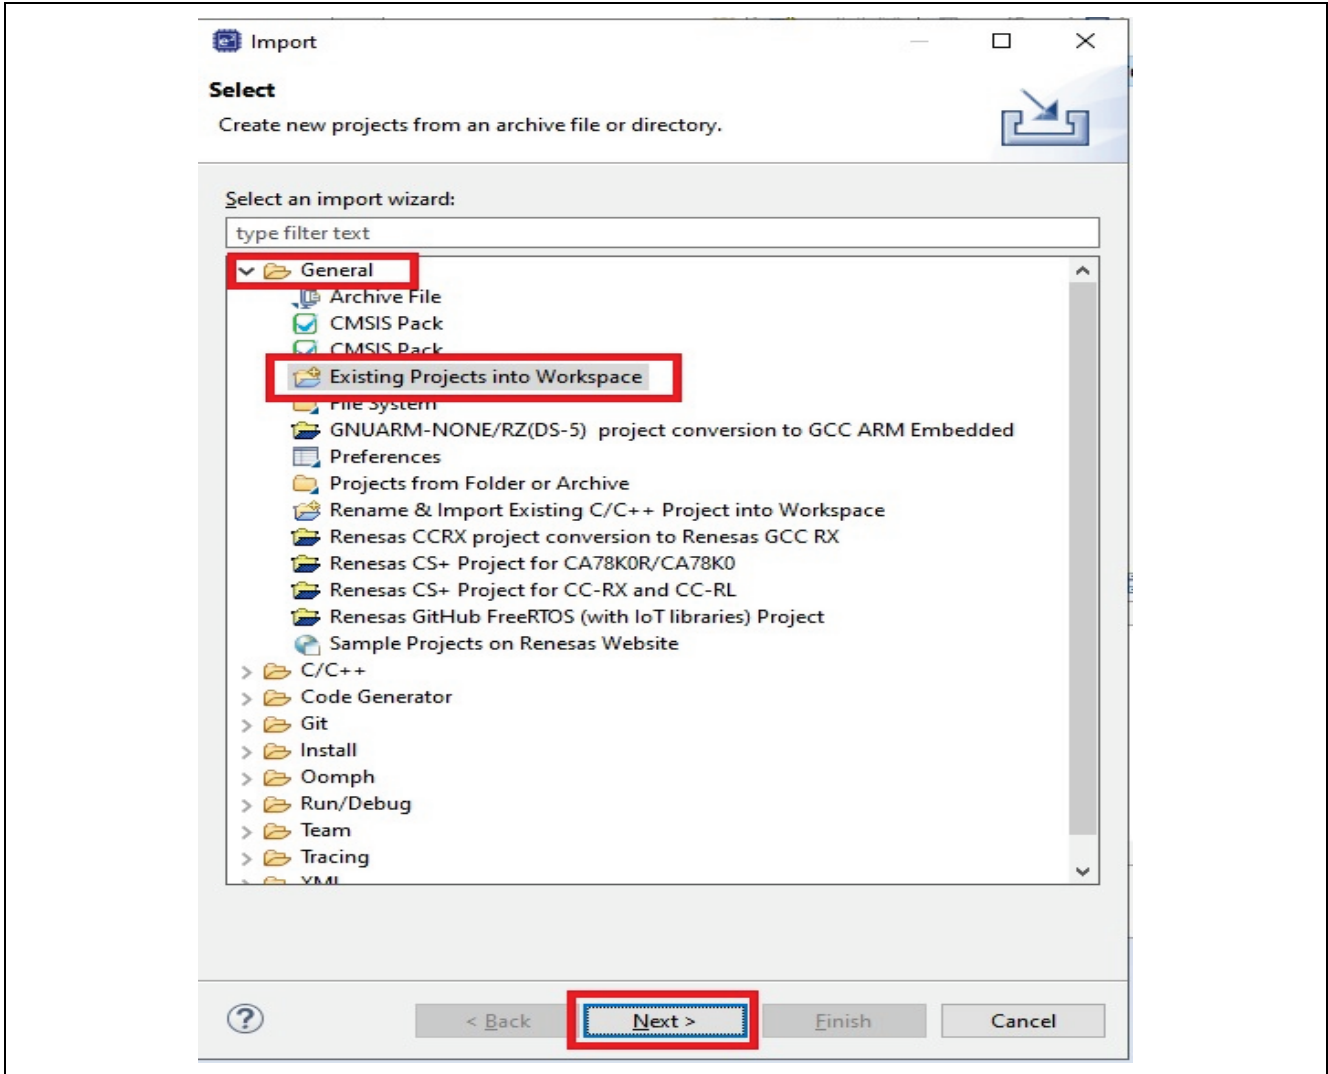 Import
Select
Create new projects from an archive file or directory.
Select an import wizard:
type filter text
General
Archive File
CMSIS Pack
CMSIS Pack
Existing Projects into Workspace
File System
GNUARM-NONE/RZ(DS-5) project conversion to GCC ARM Embedded
Preferences
Projects from Folder or Archive
Rename & Import Existing C/C++ Project into Workspace
Renesas CCRX project conversion to Renesas GCC RX
Renesas CS+ Project for CA78K0R/CA78K0
Renesas CS+ Project for CC-RX and CC-RL
Renesas GitHub FreeRTOS (with IoT libraries) Project
Sample Projects on Renesas Website
C/C++
Code Generator
Git
Install
Oomph
Run/Debug
Team
Tracing
XML
< Back Next > Finish Cancel